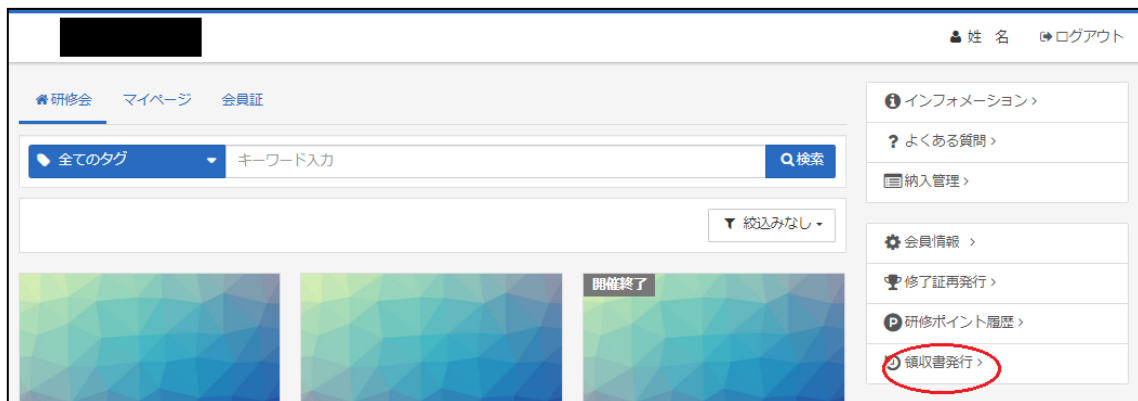 姓 名 ログアウト
研修会 マイページ 会員証
全てのタグ キーワード入力 検索
絞込みなし
開催終了
インフォメーション >
? よくある質問 >
納入管理 >
会員情報 >
修了証再発行 >
P 研修ポイント履歴 >
領収書発行 >